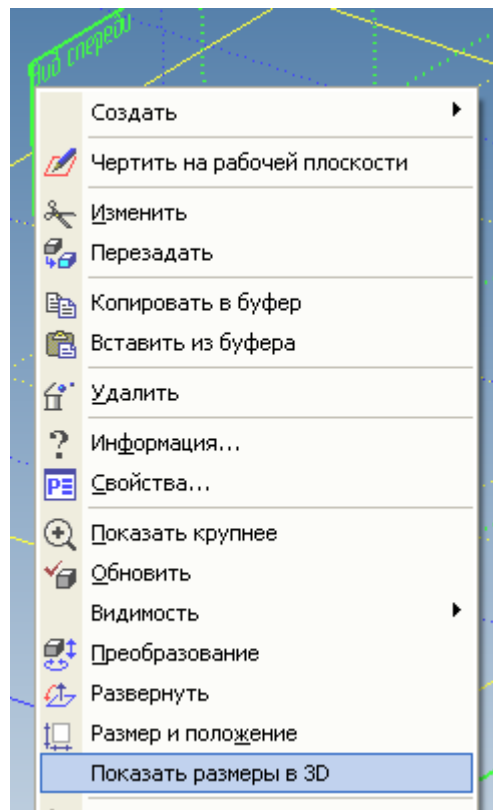 Вид спереди
Создать
Чертить на рабочей плоскости
Изменить
Перезадать
Копировать в буфер
Вставить из буфера
Удалить
Информация...
Свойства...
Показать крупнее
Обновить
Видимость
Преобразование
Развернуть
Размер и положение
Показать размеры в 3D